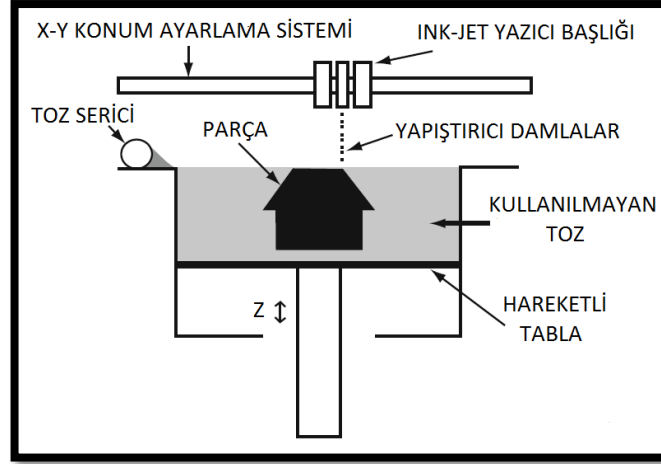 X-Y KONUM AYARLAMA SİSTEMİ
INK-JET YAZICI BAŞLIĞI
TOZ SERİCİ
PARÇA
YAPIŞTIRICI DAMLALAR
KULLANILMAYAN
TOZ
Z
HAREKETLİ
TABLA